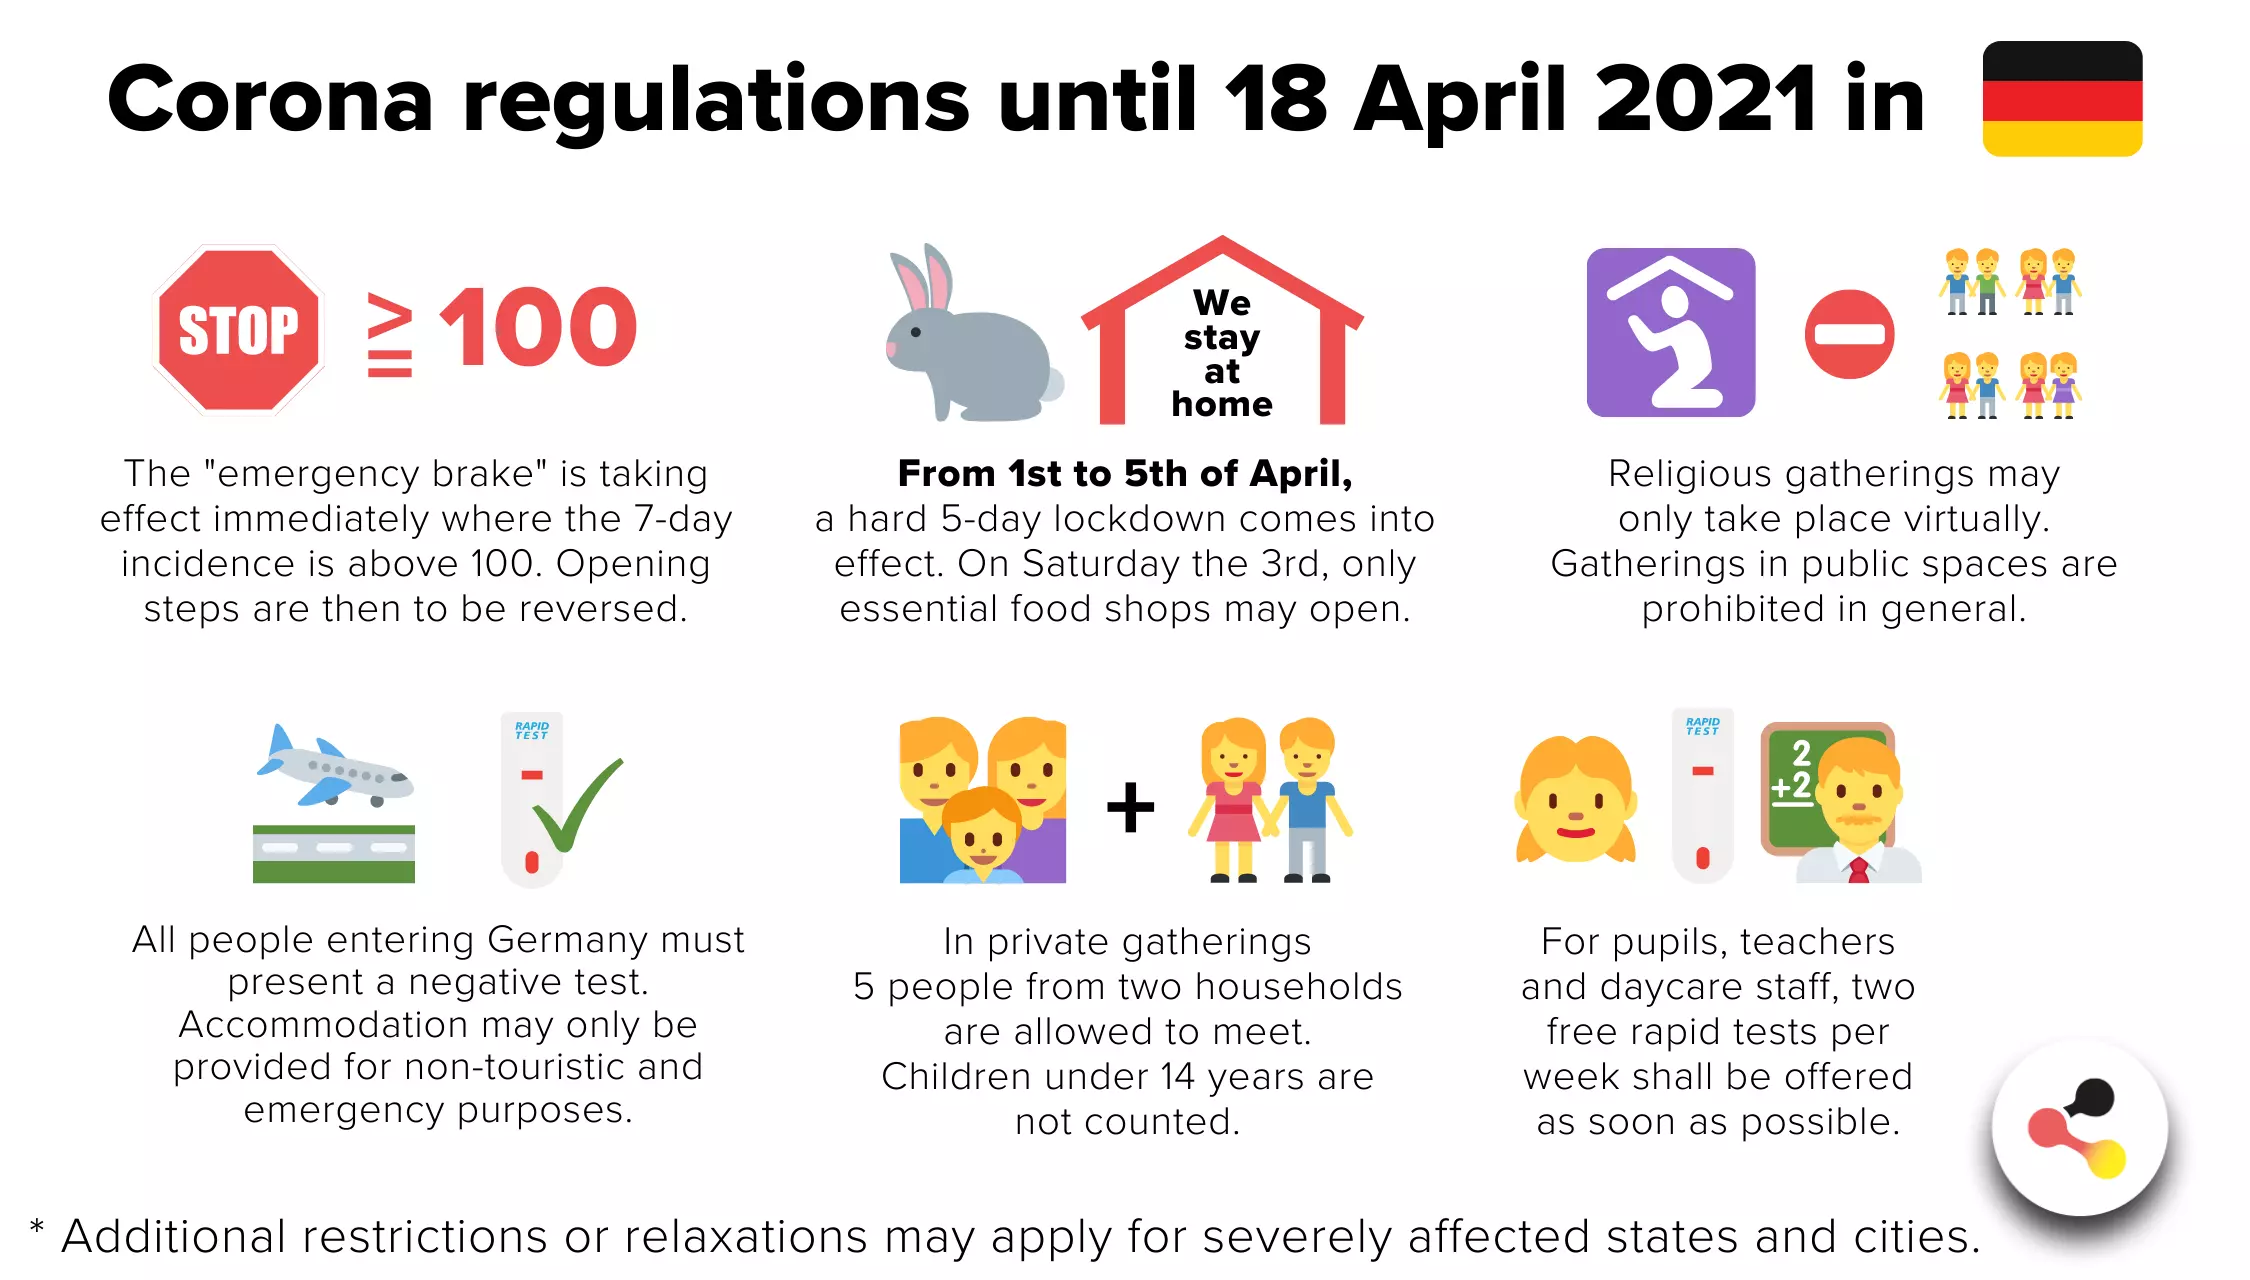 Corona regulations until 18 April 2021 in
STOP
≧ 100
The "emergency brake" is taking
effect immediately where the 7-day
incidence is above 100. Opening
steps are then to be reversed.
We
stay
at
home
From 1st to 5th of April,
a hard 5-day lockdown comes into
effect. On Saturday the 3rd, only
essential food shops may open.
Religious gatherings may
only take place virtually.
Gatherings in public spaces are
prohibited in general.
RAPID
TEST
All people entering Germany must
present a negative test.
Accommodation may only be
provided for non-touristic and
emergency purposes.
+
In private gatherings
5 people from two households
are allowed to meet.
Children under 14 years are
not counted.
RAPID
TEST
2
+2
For pupils, teachers
and daycare staff, two
free rapid tests per
week shall be offered
as soon as possible.
* Additional restrictions or relaxations may apply for severely affected states and cities.